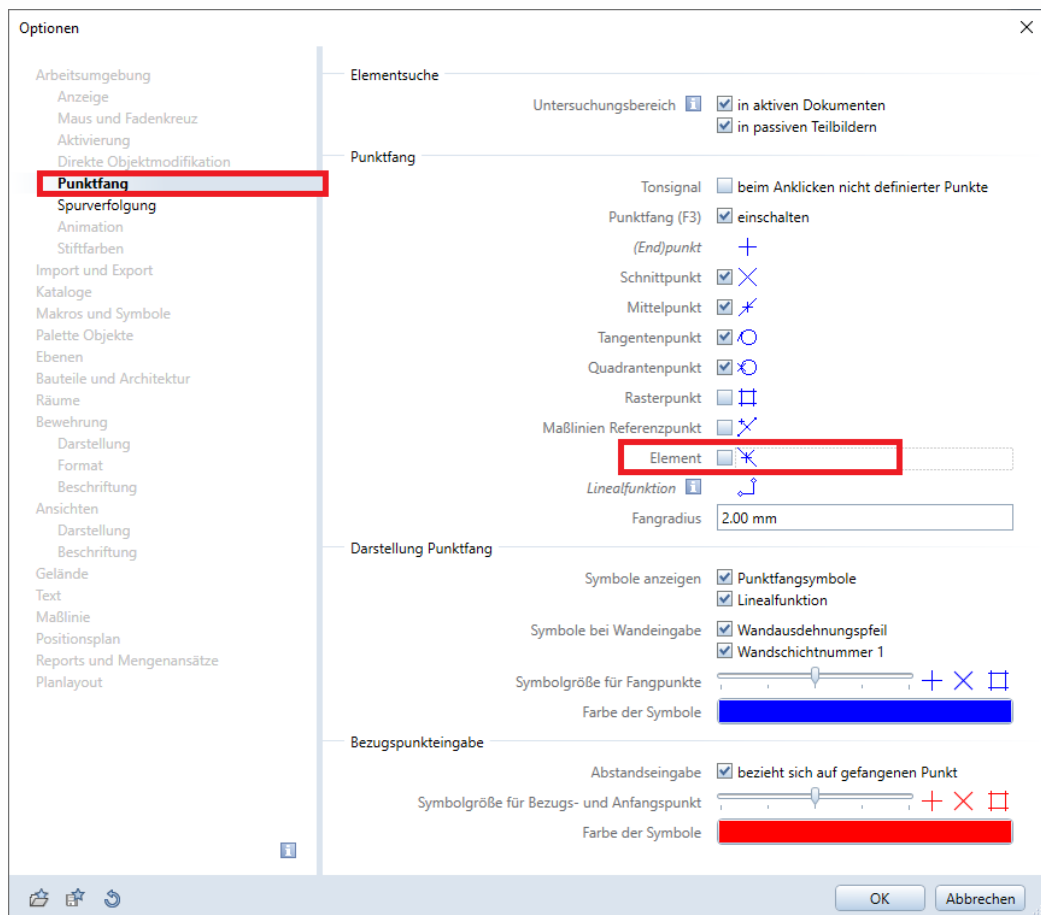 Optionen
Arbeitsumgebung
Anzeige
Maus und Fadenkreuz
Aktivierung
Direkte Objektmodifikation
Punktfang
Spurverfolgung
Animation
Stiftfarben
Import und Export
Kataloge
Makros und Symbole
Palette Objekte
Ebenen
Bauteile und Architektur
Räume
Bewehrung
Darstellung
Format
Beschriftung
Ansichten
Darstellung
Beschriftung
Gelände
Text
Maßlinie
Positionsplan
Reports und Mengenansätze
Planlayout
Elementsuche
Untersuchungsbereich in aktiven Dokumenten
in passiven Teilbildern
Punktfang
Tonsignal beim Anklicken nicht definierter Punkte
Punktfang (F3) einschalten
(End)punkt
Schnittpunkt
Mittelpunkt
Tangentenpunkt
Quadrantenpunkt
Rasterpunkt
Maßlinien Referenzpunkt
Element
Linealfunktion
Fangradius 2.00 mm
Darstellung Punktfang
Symbole anzeigen Punktfangsymbole
Linealfunktion
Symbole bei Wandeingabe Wandausdehnungspfeil
Wandschichtnummer 1
Symbolgröße für Fangpunkte
Farbe der Symbole
Bezugspunkteingabe
Abstandseingabe bezieht sich auf gefangenen Punkt
Symbolgröße für Bezugs- und Anfangspunkt
Farbe der Symbole
OK Abbrechen